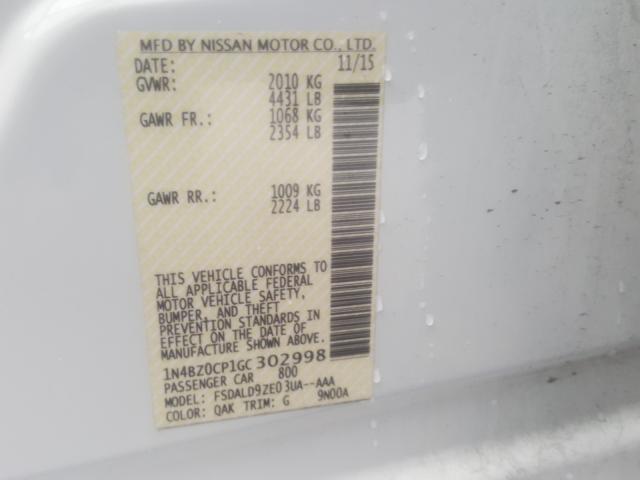 MFD BY NISSAN MOTOR CO., LTD.
DATE: 11/15
GVWR: 2010 KG
4431 LB
GAWR FR.: 1068 KG
2354 LB
GAWR RR.: 1009 KG
2224 LB
THIS VEHICLE CONFORMS TO
ALL APPLICABLE FEDERAL
MOTOR VEHICLE SAFETY,
BUMPER, AND THEFT
PREVENTION STANDARDS IN
EFFECT ON THE DATE OF
MANUFACTURE SHOWN ABOVE.
1N4BZ0CP1GC302998
PASSENGER CAR 800
MODEL: FSDALD9ZE03UA--AAA
COLOR: QAK TRIM: G 9N00A